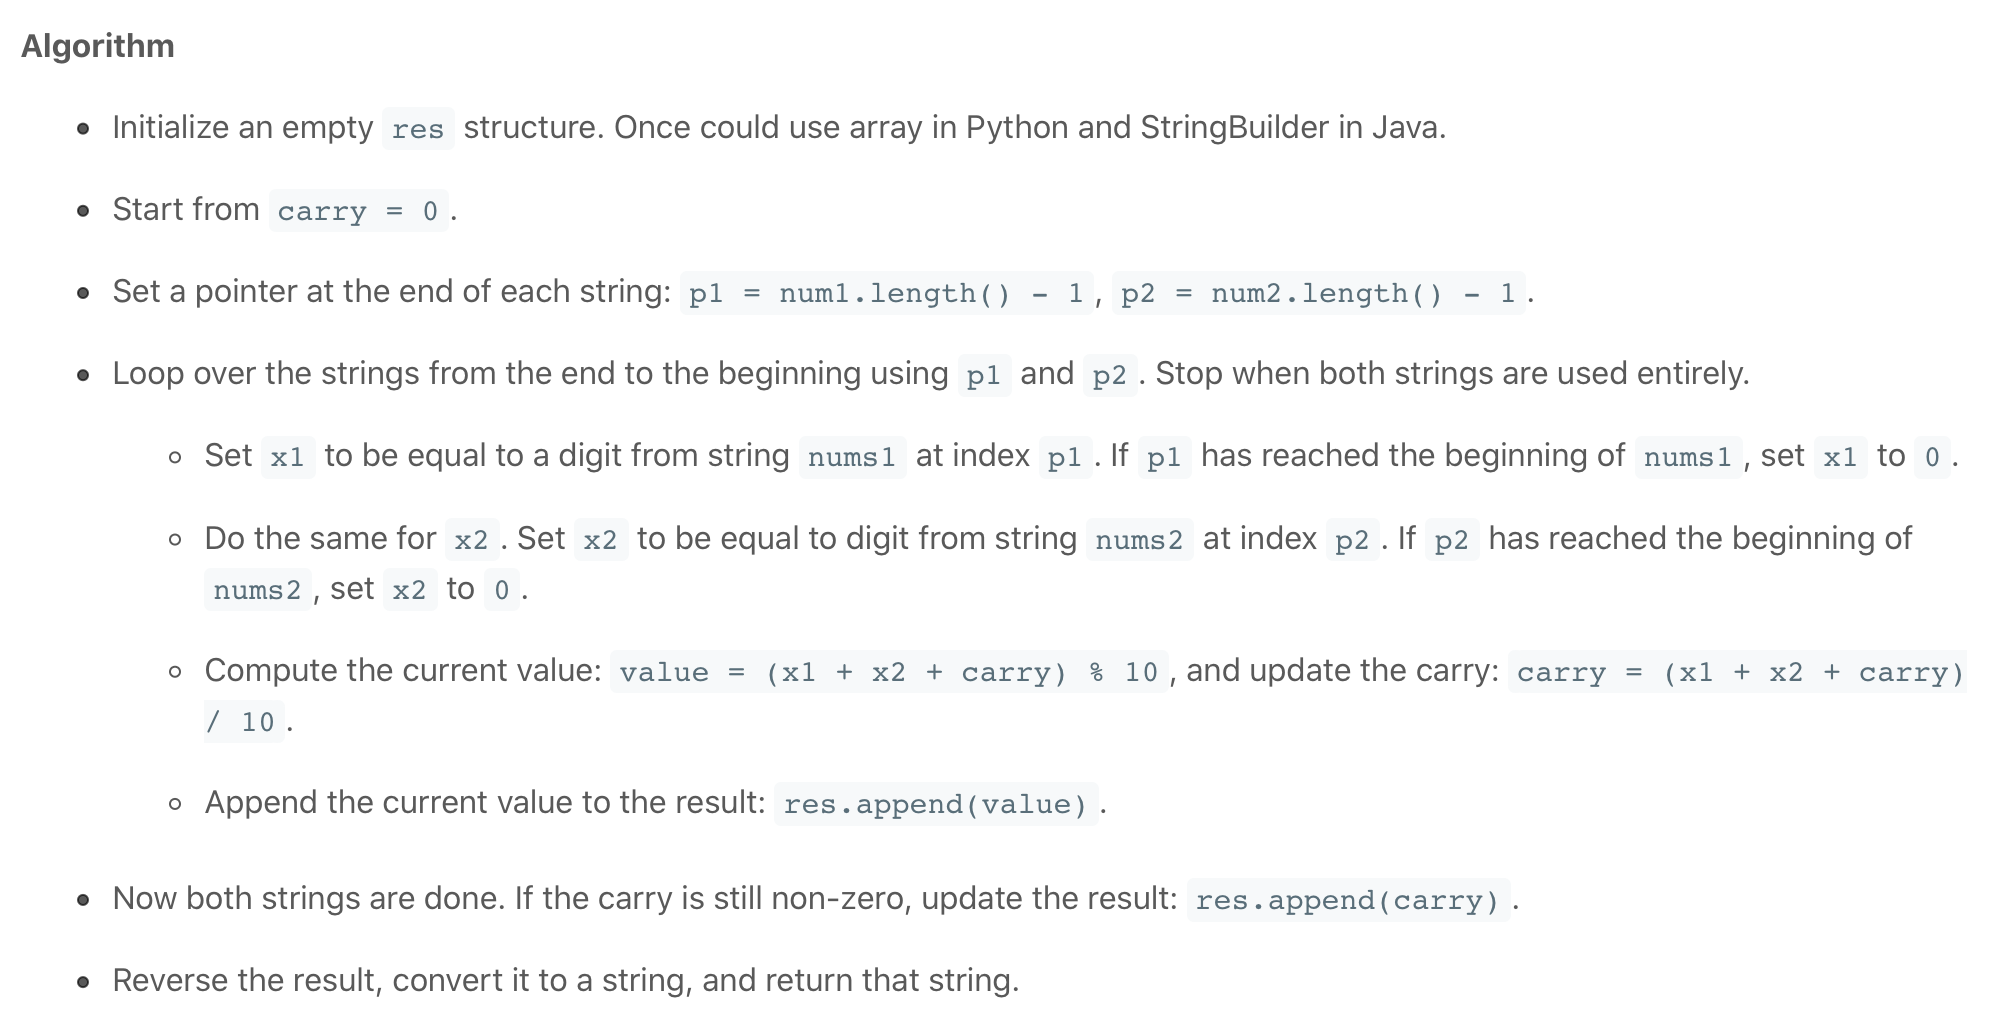 Algorithm
Initialize an empty res structure. Once could use array in Python and StringBuilder in Java.
Start from carry = 0.
Set a pointer at the end of each string: p1 = num1.length() - 1, p2 = num2.length() - 1.
Loop over the strings from the end to the beginning using p1 and p2. Stop when both strings are used entirely.
Set x1 to be equal to a digit from string nums1 at index p1. If p1 has reached the beginning of nums1, set x1 to 0.
Do the same for x2. Set x2 to be equal to digit from string nums2 at index p2. If p2 has reached the beginning of
nums2, set x2 to 0.
Compute the current value: value = (x1 + x2 + carry) % 10, and update the carry: carry = (x1 + x2 + carry)
/ 10.
Append the current value to the result: res.append(value).
Now both strings are done. If the carry is still non-zero, update the result: res.append(carry).
Reverse the result, convert it to a string, and return that string.